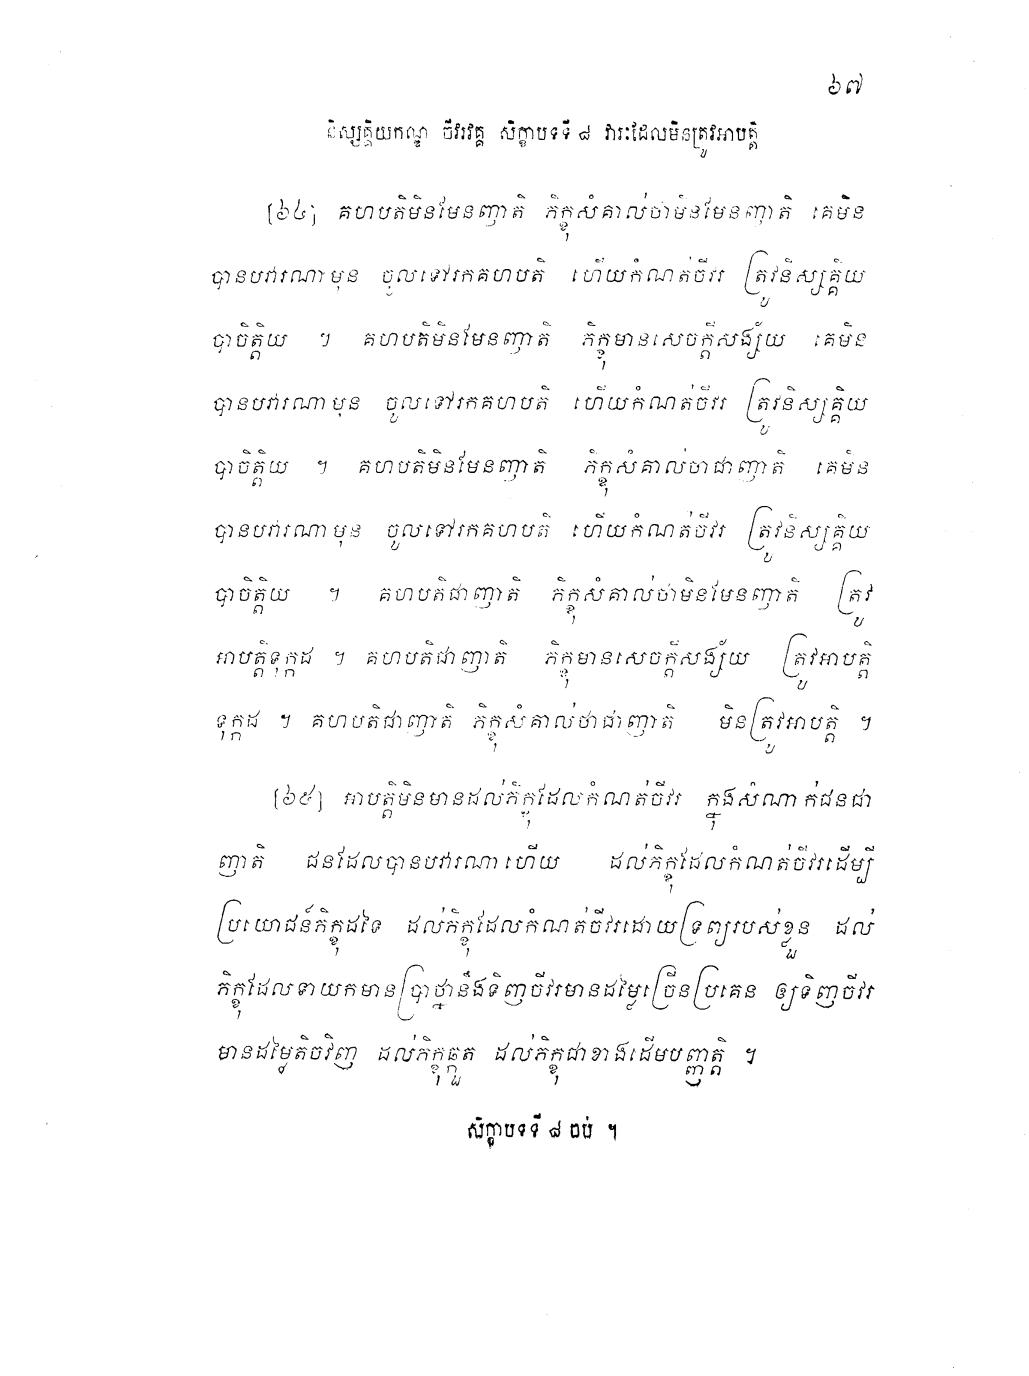 ៦៧
និស្សគ្គិយកណ្ឌ ចីវរវគ្គ សិក្ខាបទទី ៨ វារៈដែលមិនត្រូវអាបត្តិ
[៦៤] គហបតិមិនមែនញាតិ ភិក្ខុសំគាល់ថាមិនមែនញាតិ គេមិន
បានបវារណាមុន ចូលទៅរកគហបតិ ហើយកំណត់ចីវរ ត្រូវនិស្សគ្គិយ
បាចិត្តិយ ។ គហបតិមិនមែនញាតិ ភិក្ខុមានសេចក្តីសង្ស័យ គេមិន
បានបវារណាមុន ចូលទៅរកគហបតិ ហើយកំណត់ចីវរ ត្រូវនិស្សគ្គិយ
បាចិត្តិយ ។ គហបតិមិនមែនញាតិ ភិក្ខុសំគាល់ថាជាញាតិ គេមិន
បានបវារណាមុន ចូលទៅរកគហបតិ ហើយកំណត់ចីវរ ត្រូវនិស្សគ្គិយ
បាចិត្តិយ ។ គហបតិជាញាតិ ភិក្ខុសំគាល់ថាមិនមែនញាតិ ត្រូវ
អាបត្តិទុក្កដ ។ គហបតិជាញាតិ ភិក្ខុមានសេចក្តីសង្ស័យ ត្រូវអាបត្តិ
ទុក្កដ ។ គហបតិជាញាតិ ភិក្ខុសំគាល់ថាជាញាតិ មិនត្រូវអាបត្តិ ។
[៦៥] អាបត្តិមិនមានដល់ភិក្ខុដែលកំណត់ចីវរ ក្នុងសំណាក់ជនជា
ញាតិ ជនដែលបានបវារណាហើយ ដល់ភិក្ខុដែលកំណត់ចីវរដើម្បី
ប្រយោជន៍ភិក្ខុដទៃ ដល់ភិក្ខុដែលកំណត់ចីវរដោយទ្រព្យរបស់ខ្លួន ដល់
ភិក្ខុដែលទាយកមានប្រាថ្នានឹងទិញចីវរមានដម្លៃច្រើនប្រគេន ឲ្យទិញចីវរ
មានដម្លៃតិចវិញ ដល់ភិក្ខុឆ្កួត ដល់ភិក្ខុជាខាងដើមបញ្ញត្តិ ។
សិក្ខាបទទី ៨ ចប់ ។